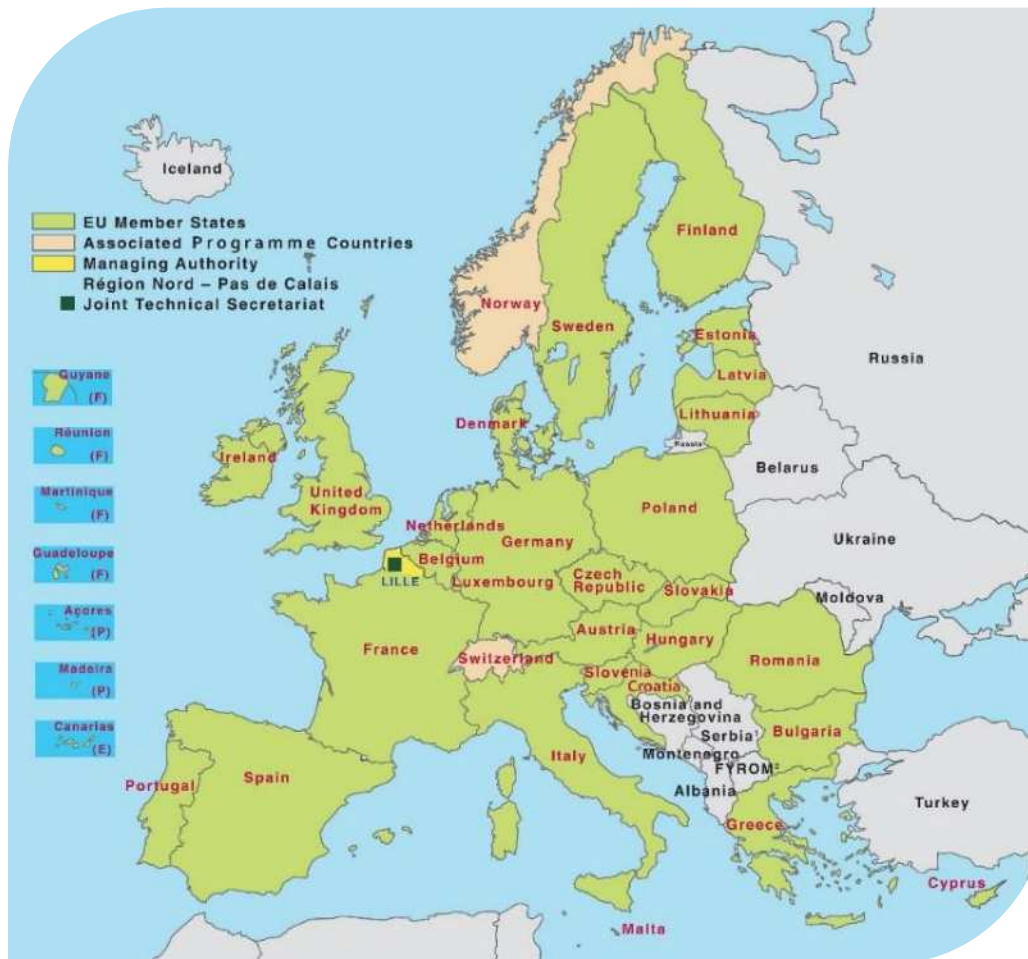 Iceland
EU Member States
Associated Programme Countries
Managing Authority
Région Nord – Pas de Calais
Joint Technical Secretariat
Finland
Norway
Sweden
Estonia
Russia
Latvia
Lithuania
Russia
Denmark
Guyane
(F)
Réunion
(F)
Martinique
(F)
Guadeloupe
(F)
Açores
(P)
Madeira
(P)
Canarias
(E)
Ireland
United
Kingdom
Belarus
Netherlands
Poland
Germany
Ukraine
Belgium
LILLE
Luxembourg
Czech
Republic
Slovakia
Moldova
Austria
Hungary
France
Switzerland
Romania
Slovenia
Croatia
Bosnia and
Herzegovina
Serbia
Bulgaria
Montenegro
Italy
FYROM²
Portugal
Spain
Albania
Turkey
Greece
Cyprus
Malta